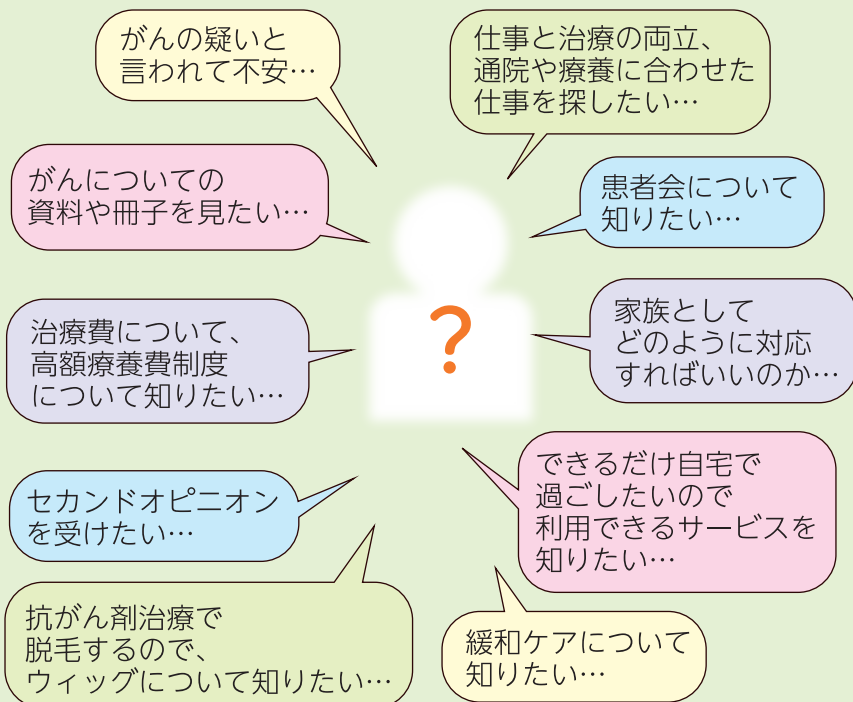 がんの疑いと
言われて不安…
仕事と治療の両立、
通院や療養に合わせた
仕事を探したい…
がんについての
資料や冊子を見たい…
患者会について
知りたい…
治療費について、
高額療養費制度
について知りたい…
?
家族として
どのように対応
すればいいのか…
セカンドオピニオン
を受けたい…
できるだけ自宅で
過ごしたいので
利用できるサービスを
知りたい…
抗がん剤治療で
脱毛するので、
ウィッグについて知りたい…
緩和ケアについて
知りたい…